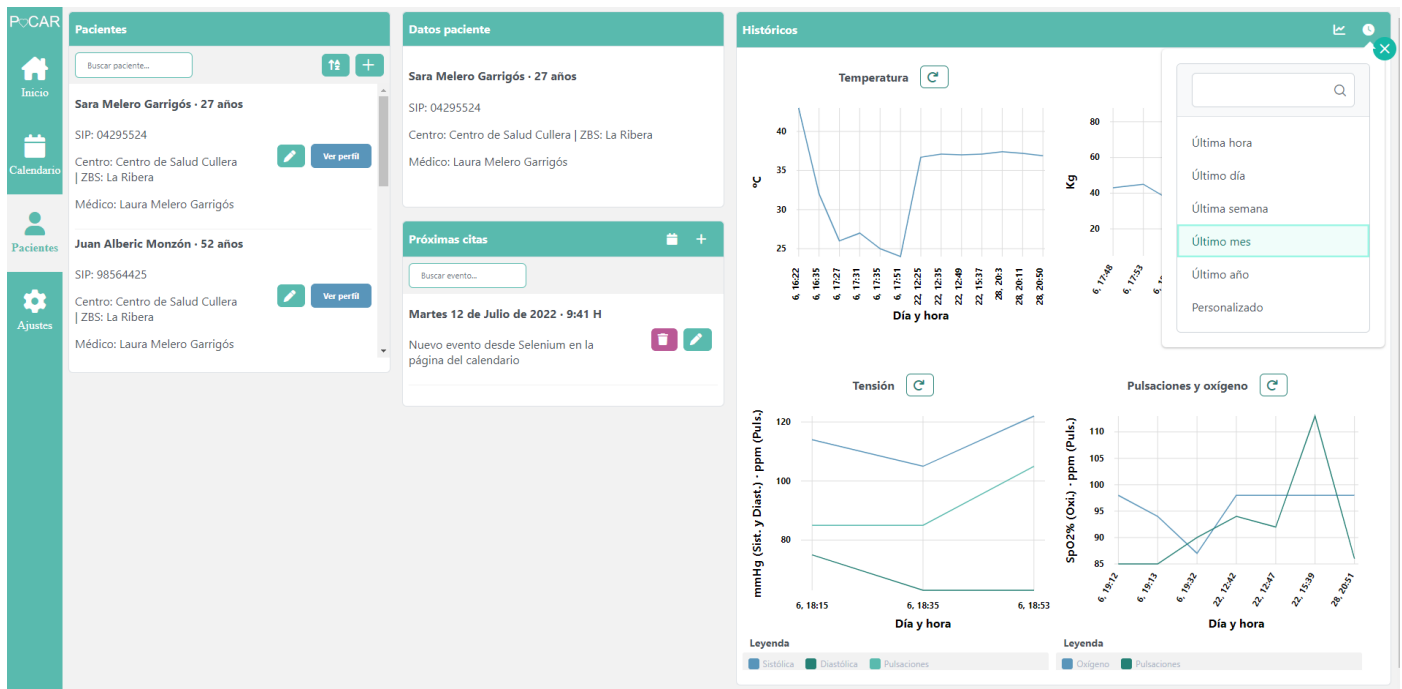 P♡CAR
Inicio
Calendario
Pacientes
Ajustes
Pacientes
Buscar paciente...
Sara Melero Garrigós · 27 años
SIP: 04295524
Centro: Centro de Salud Cullera
| ZBS: La Ribera
Médico: Laura Melero Garrigós
Ver perfil
Juan Alberic Monzón · 52 años
SIP: 98564425
Centro: Centro de Salud Cullera
| ZBS: La Ribera
Médico: Laura Melero Garrigós
Ver perfil
Datos paciente
Sara Melero Garrigós · 27 años
SIP: 04295524
Centro: Centro de Salud Cullera | ZBS: La Ribera
Médico: Laura Melero Garrigós
Próximas citas
Buscar evento...
Martes 12 de Julio de 2022 · 9:41 H
Nuevo evento desde Selenium en la
página del calendario
Históricos
Temperatura
ºC
40
35
30
25
6, 16:22
6, 16:35
6, 17:27
6, 17:31
6, 17:35
6, 17:51
22, 12:25
22, 12:35
22, 12:49
22, 15:37
28, 20:3
28, 20:11
28, 20:50
Día y hora
Kg
80
60
40
20
6, 17:48
6, 17:53
Última hora
Último día
Última semana
Último mes
Último año
Personalizado
Tensión
mmHg (Sist. y Diast.) · ppm (Puls.)
120
100
80
6, 18:15
6, 18:35
6, 18:53
Día y hora
Leyenda
Sistólica
Diastólica
Pulsaciones
Pulsaciones y oxígeno
SpO2% (Oxi.) · ppm (Puls.)
110
105
100
95
90
85
6, 19:12
6, 19:13
6, 19:32
22, 12:42
22, 12:47
22, 15:39
28, 20:51
Día y hora
Leyenda
Oxígeno
Pulsaciones